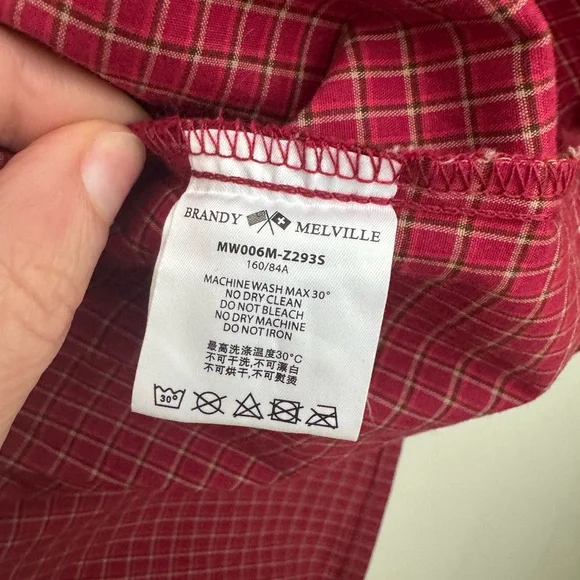 BRANDY MELVILLE
MW006M-Z293S
160/84A
MACHINE WASH MAX 30°
NO DRY CLEAN
DO NOT BLEACH
NO DRY MACHINE
DO NOT IRON
最高洗涤温度30°C
不可干洗,不可漂白
不可烘干,不可熨烫
30°